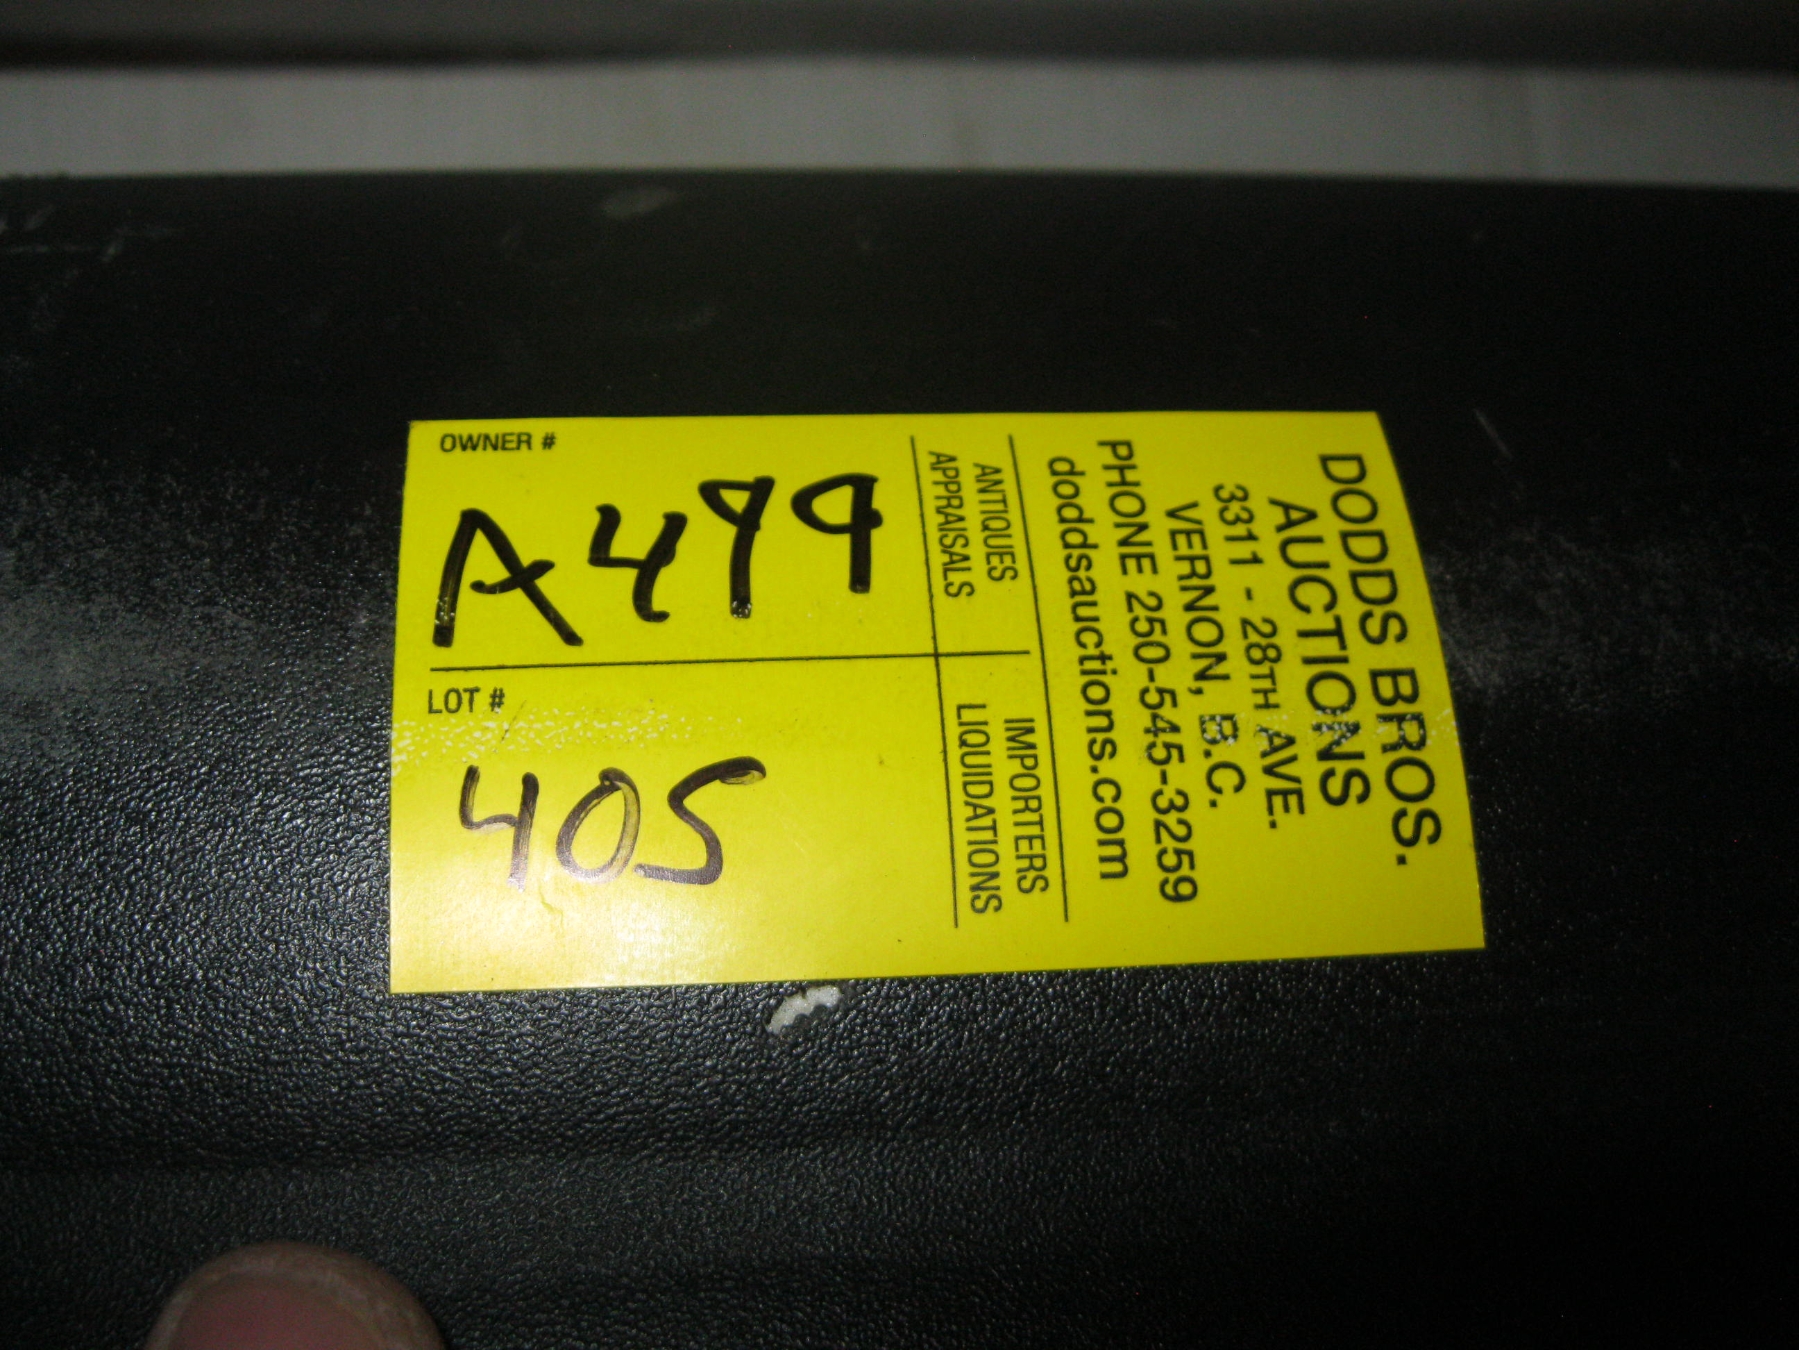 OWNER #
A499
LOT #
405
ANTIQUES
APPRAISALS
IMPORTERS
LIQUIDATIONS
DODDS BROS.
AUCTIONS
3311 - 28TH AVE.
VERNON, B.C.
PHONE 250-545-3259
doddsauctions.com